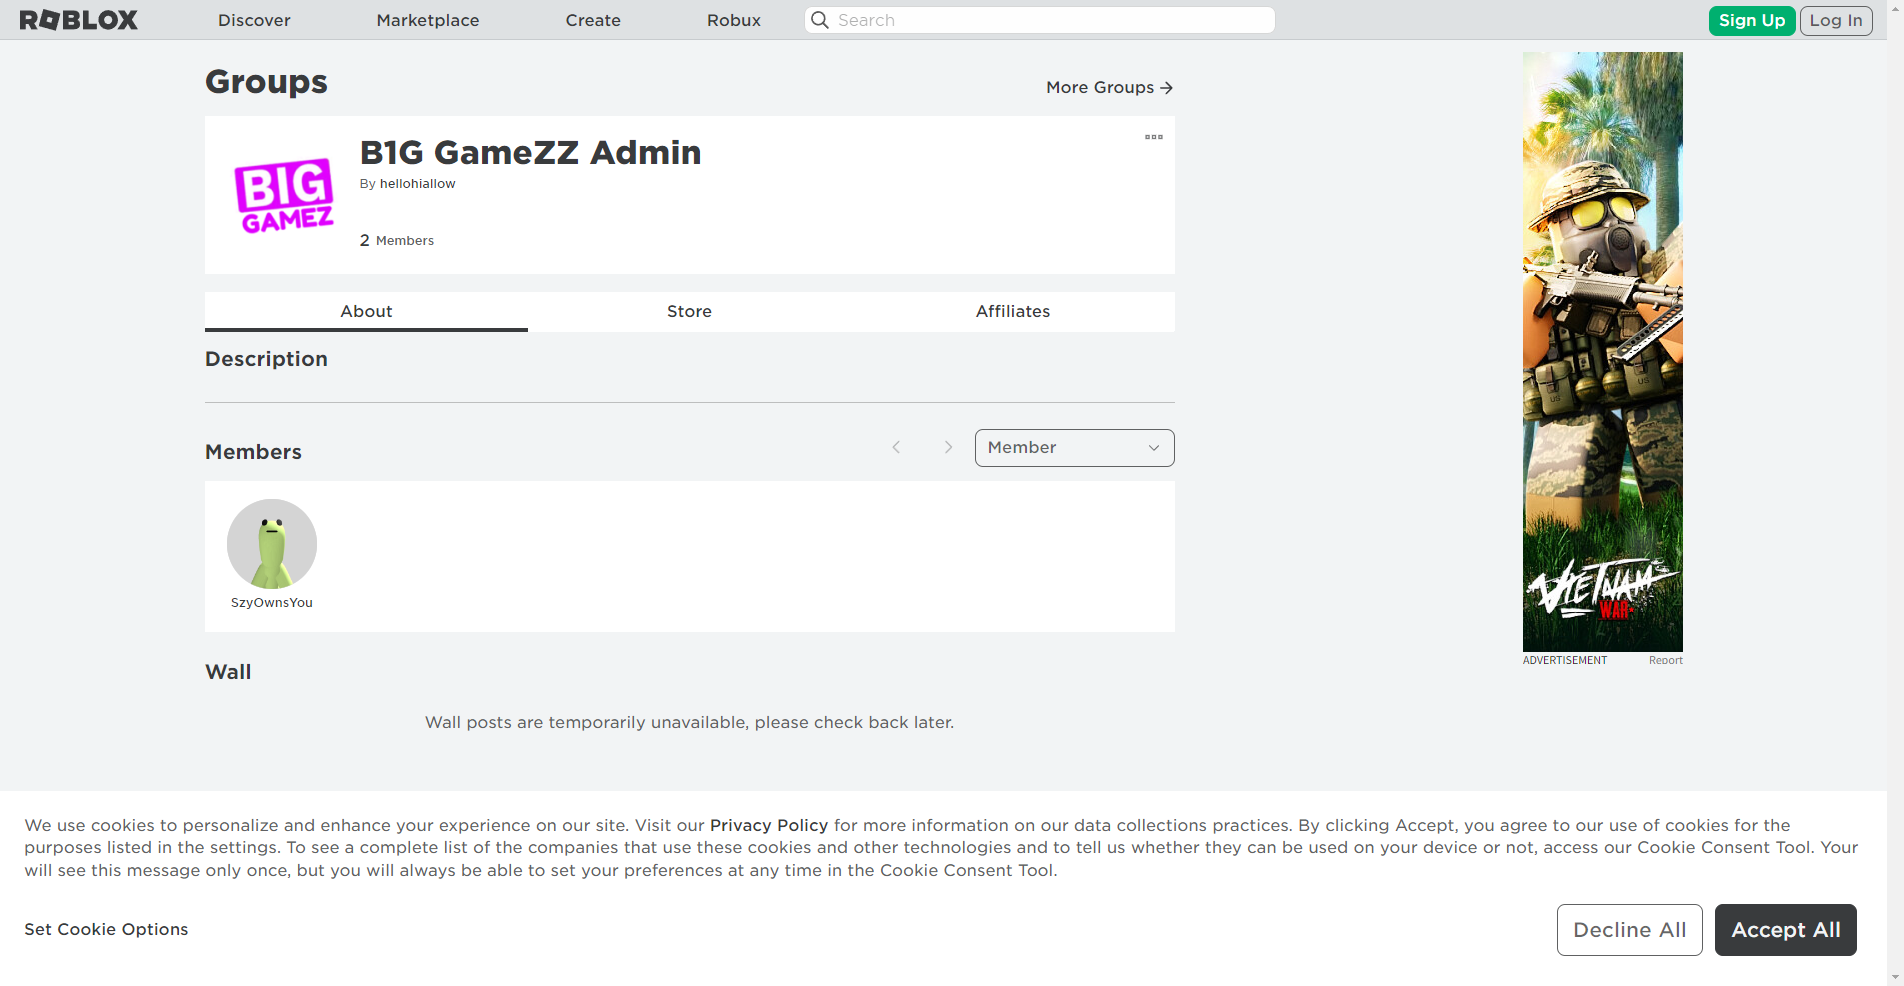 ROBLOX
Discover
Marketplace
Create
Robux
Search
Sign Up
Log In
Groups
More Groups
BIG
GAMEZ
B1G GameZZ Admin
By hellohiallow
2 Members
About
Store
Affiliates
Description
Members
Member
SzyOwnsYou
Wall
Wall posts are temporarily unavailable, please check back later.
US
US
VIETNAM
WAR
ADVERTISEMENT
Report
We use cookies to personalize and enhance your experience on our site. Visit our Privacy Policy for more information on our data collections practices. By clicking Accept, you agree to our use of cookies for the
purposes listed in the settings. To see a complete list of the companies that use these cookies and other technologies and to tell us whether they can be used on your device or not, access our Cookie Consent Tool. Your
will see this message only once, but you will always be able to set your preferences at any time in the Cookie Consent Tool.
Set Cookie Options
Decline All
Accept All